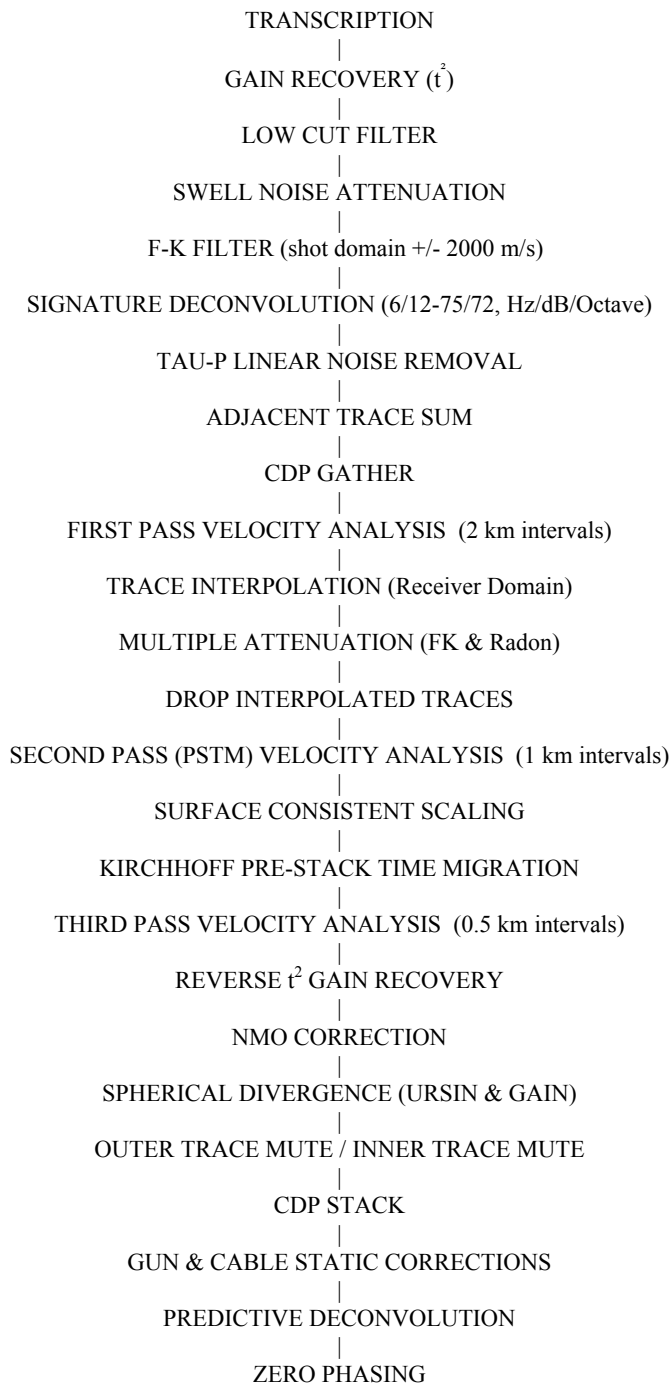 TRANSCRIPTION
|
GAIN RECOVERY (t²)
|
LOW CUT FILTER
|
SWELL NOISE ATTENUATION
|
F-K FILTER (shot domain +/- 2000 m/s)
|
SIGNATURE DECONVOLUTION (6/12-75/72, Hz/dB/Octave)
|
TAU-P LINEAR NOISE REMOVAL
|
ADJACENT TRACE SUM
|
CDP GATHER
|
FIRST PASS VELOCITY ANALYSIS (2 km intervals)
|
TRACE INTERPOLATION (Receiver Domain)
|
MULTIPLE ATTENUATION (FK & Radon)
|
DROP INTERPOLATED TRACES
|
SECOND PASS (PSTM) VELOCITY ANALYSIS (1 km intervals)
|
SURFACE CONSISTENT SCALING
|
KIRCHHOFF PRE-STACK TIME MIGRATION
|
THIRD PASS VELOCITY ANALYSIS (0.5 km intervals)
|
REVERSE t² GAIN RECOVERY
|
NMO CORRECTION
|
SPHERICAL DIVERGENCE (URSIN & GAIN)
|
OUTER TRACE MUTE / INNER TRACE MUTE
|
CDP STACK
|
GUN & CABLE STATIC CORRECTIONS
|
PREDICTIVE DECONVOLUTION
|
ZERO PHASING